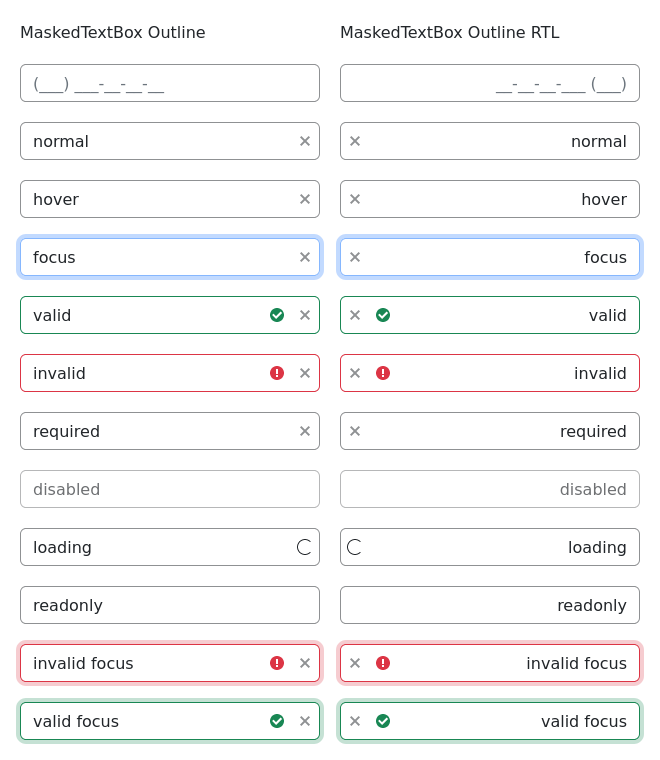 MaskedTextBox Outline
(___) ___-__-__-__
normal
hover
focus
valid
invalid
required
disabled
loading
readonly
invalid focus
valid focus
MaskedTextBox Outline RTL
__-__-__-___ (___)
normal
hover
focus
valid
invalid
required
disabled
loading
readonly
invalid focus
valid focus